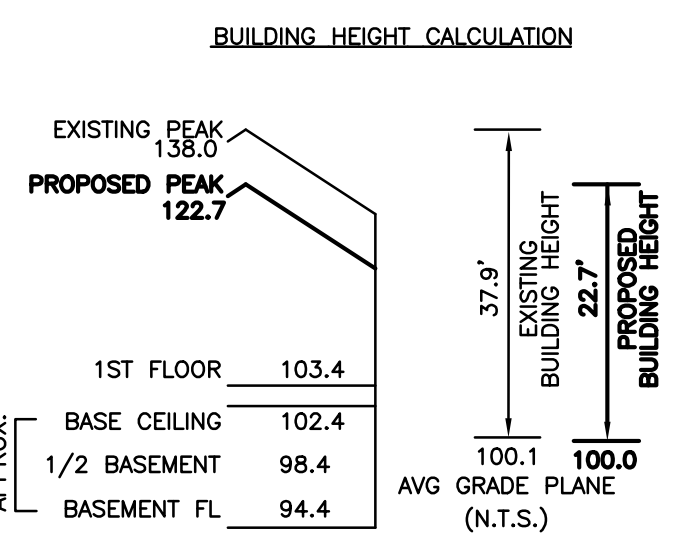 BUILDING HEIGHT CALCULATION
EXISTING PEAK
138.0
PROPOSED PEAK
122.7
37.9'
EXISTING
BUILDING HEIGHT
22.7'
PROPOSED
BUILDING HEIGHT
1ST FLOOR 103.4
BASE CEILING 102.4
1/2 BASEMENT 98.4
BASEMENT FL 94.4
100.1 100.0
AVG GRADE PLANE
(N.T.S.)